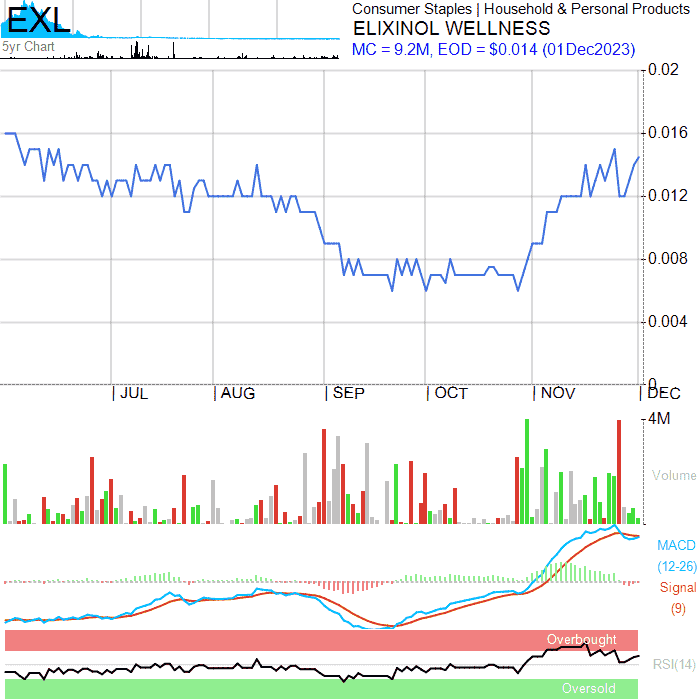 EXL
5yr Chart
Consumer Staples | Household & Personal Products
ELIXINOL WELLNESS
MC = 9.2M, EOD = $0.014 (01Dec2023)
0.02
0.016
0.012
0.008
0.004
0
JUL AUG SEP OCT NOV DEC
4M
Volume
MACD
(12-26)
Signal
(9)
Overbought
RSI(14)
Oversold